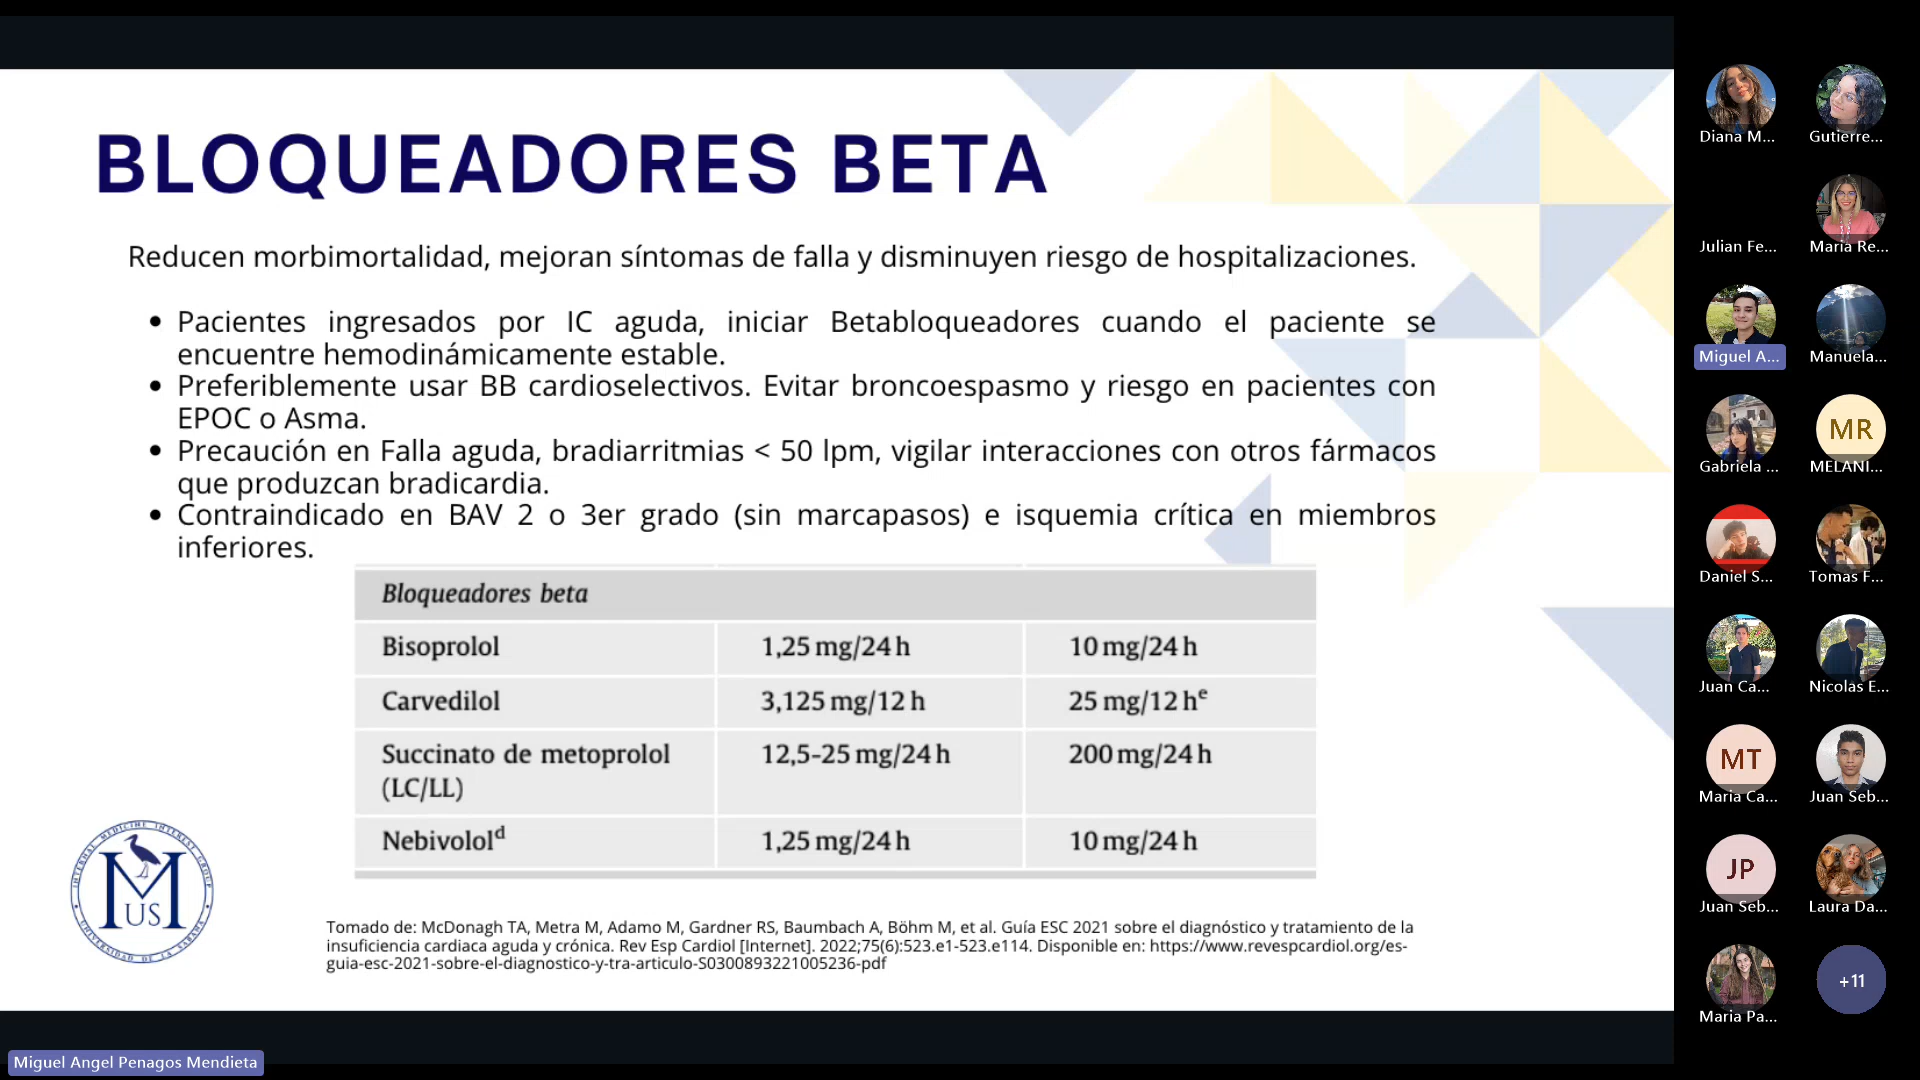 BLOQUEADORES BETA
Reducen morbimortalidad, mejoran síntomas de falla y disminuyen riesgo de hospitalizaciones.
• Pacientes ingresados por IC aguda, iniciar Betabloqueadores cuando el paciente se
encuentre hemodinámicamente estable.
• Preferiblemente usar BB cardioselectivos. Evitar broncoespasmo y riesgo en pacientes con
EPOC o Asma.
• Precaución en Falla aguda, bradiarritmias < 50 lpm, vigilar interacciones con otros fármacos
que produzcan bradicardia.
• Contraindicado en BAV 2 o 3er grado (sin marcapasos) e isquemia crítica en miembros
inferiores.
Bloqueadores beta
Bisoprolol 1,25 mg/24 h 10 mg/24 h
Carvedilol 3,125 mg/12 h 25 mg/12 hᵉ
Succinato de metoprolol 12,5-25 mg/24 h 200 mg/24 h
(LC/LL)
Nebivololᵈ 1,25 mg/24 h 10 mg/24 h
INTERNAL MEDICINE INTEREST GROUP
M
US
UNIVERSIDAD DE LA SABANA
Tomado de: McDonagh TA, Metra M, Adamo M, Gardner RS, Baumbach A, Böhm M, et al. Guía ESC 2021 sobre el diagnóstico y tratamiento de la
insuficiencia cardiaca aguda y crónica. Rev Esp Cardiol [Internet]. 2022;75(6):523.e1-523.e114. Disponible en: https://www.revespcardiol.org/es-
guia-esc-2021-sobre-el-diagnostico-y-tra-articulo-S0300893221005236-pdf
Miguel Angel Penagos Mendieta
Diana M... Gutierre...
Julian Fe... Maria Re...
Miguel A... Manuela...
Gabriela ... MR MELANI...
Daniel S... Tomas F...
Juan Ca... Nicolas E...
MT Maria Ca... Juan Seb...
JP Juan Seb... Laura Da...
Maria Pa... +11